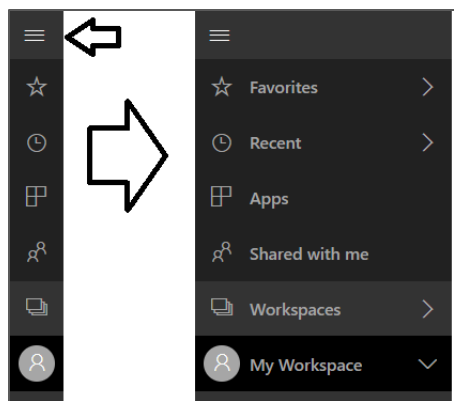 Favorites
Recent
Apps
Shared with me
Workspaces
My Workspace